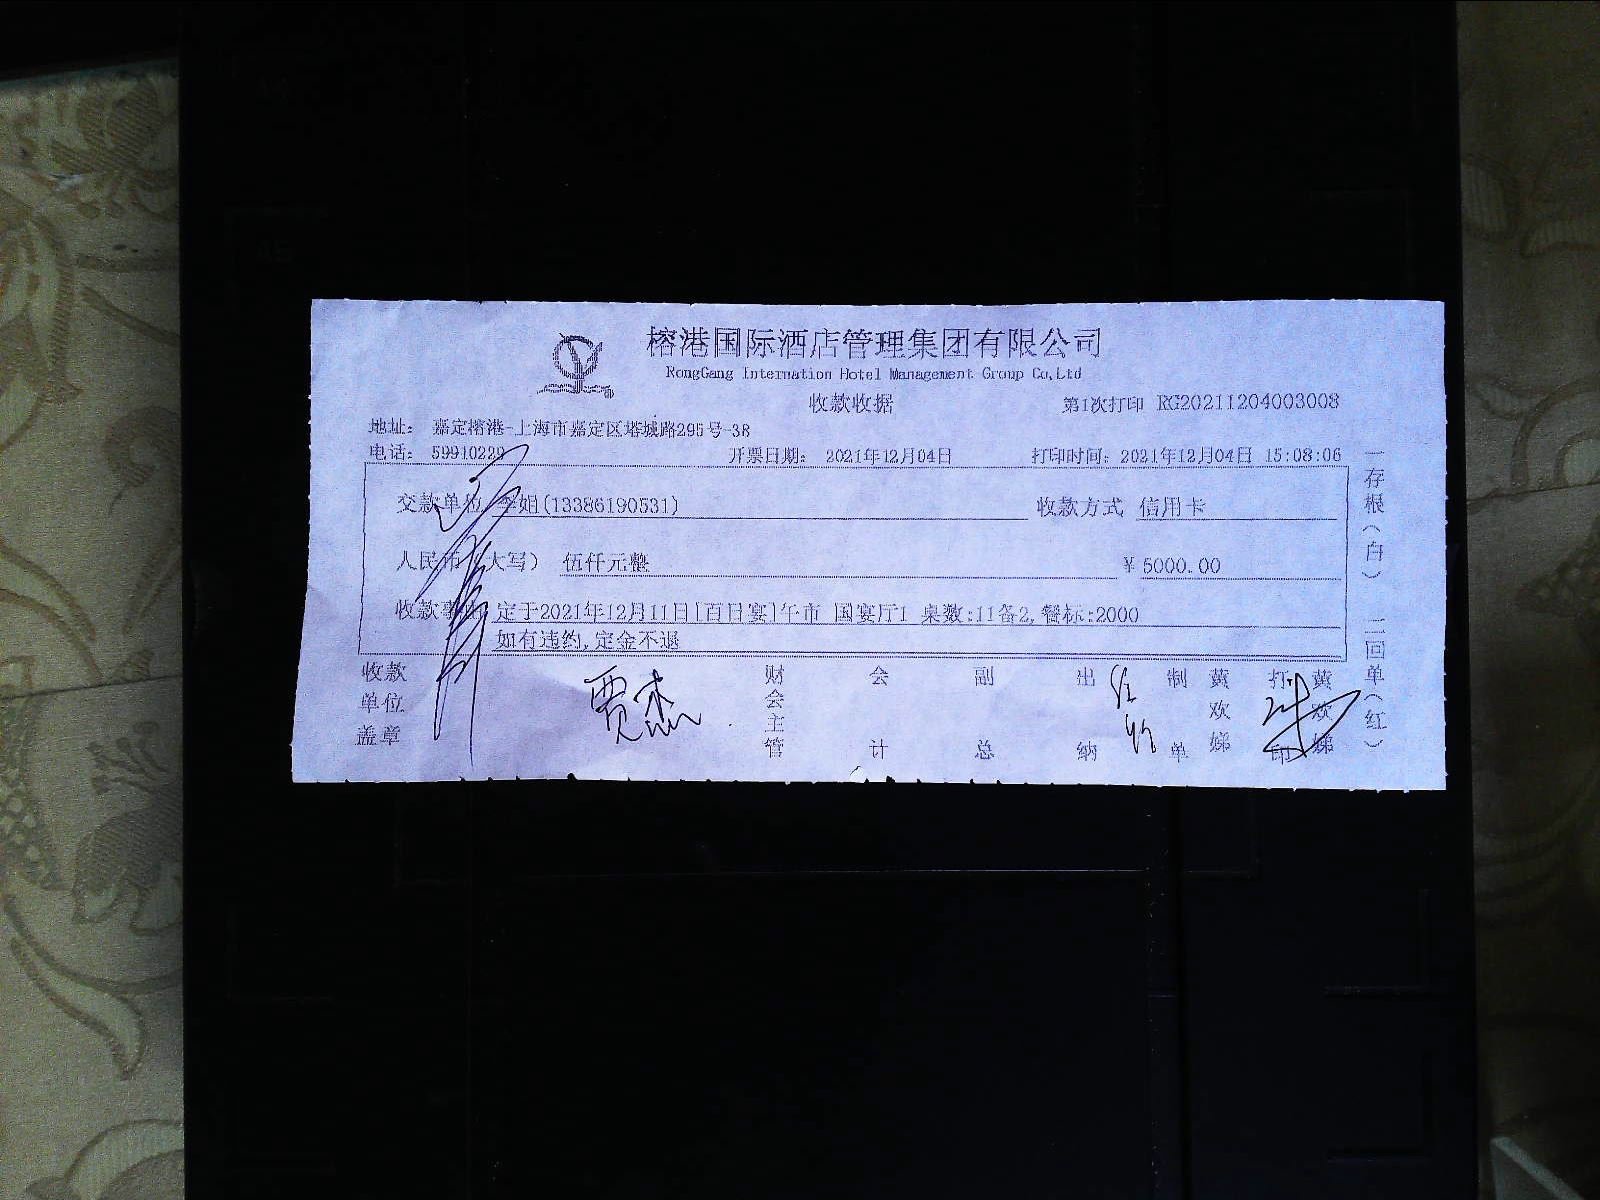 榕港国际酒店管理集团有限公司
RongGang Internation Hotel Management Group Co,Ltd
收款收据
第1次打印 RG20211204003008
地址： 嘉定榕港-上海市嘉定区塔城路295号-3R
电话： 59910229 开票日期： 2021年12月04日 打印时间：2021年12月04日 15:08:06
交款单位 李姐(13386190531) 收款方式 信用卡
人民币（大写） 伍仟元整 ￥5000.00
收款事由 定于2021年12月11日[百日宴]午市 国宴厅1 桌数:11备2,餐标:2000
如有违约,定金不退
收款单位盖章 贾杰 财会主管 会计 副总 出纳 制单 黄欢娣 打印 黄欢娣
一存根（白） 二回单（红）